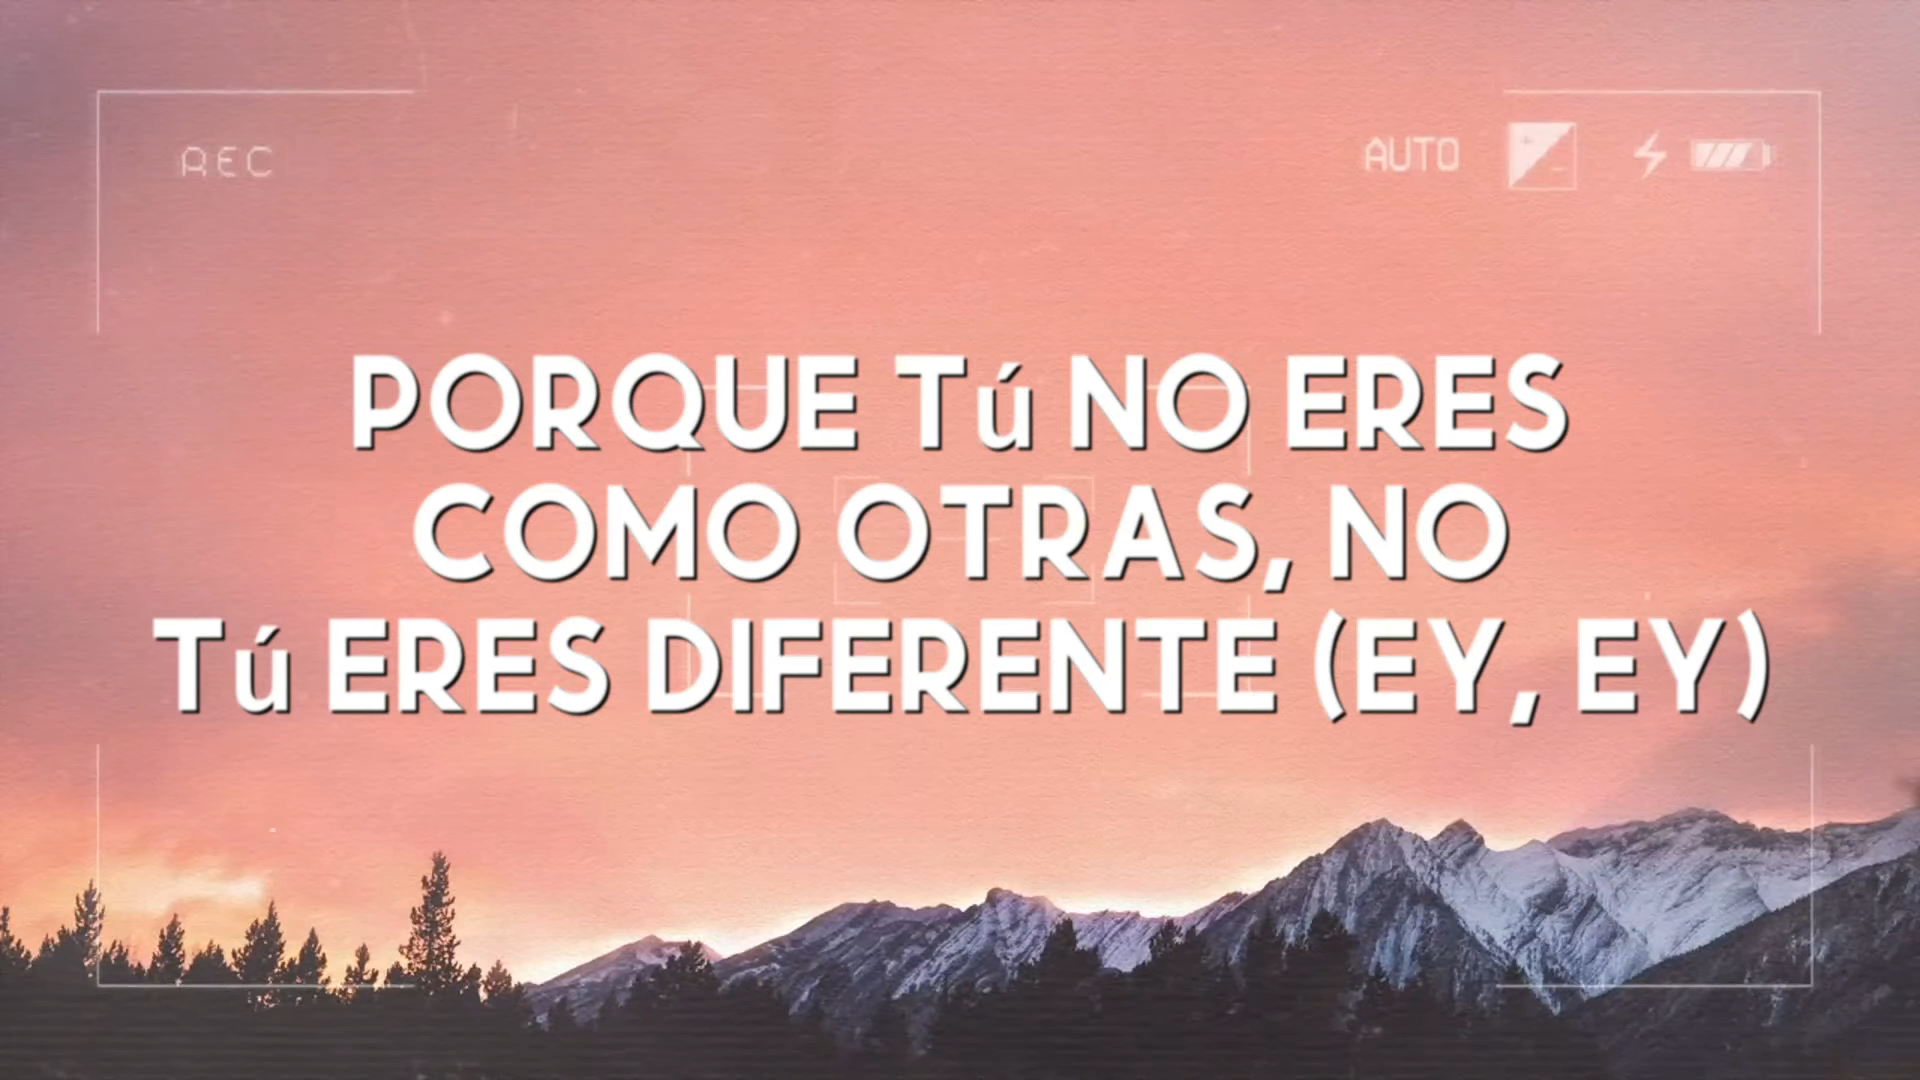 REC
AUTO
PORQUE Tú NO ERES
COMO OTRAS, NO
Tú ERES DIFERENTE (EY, EY)